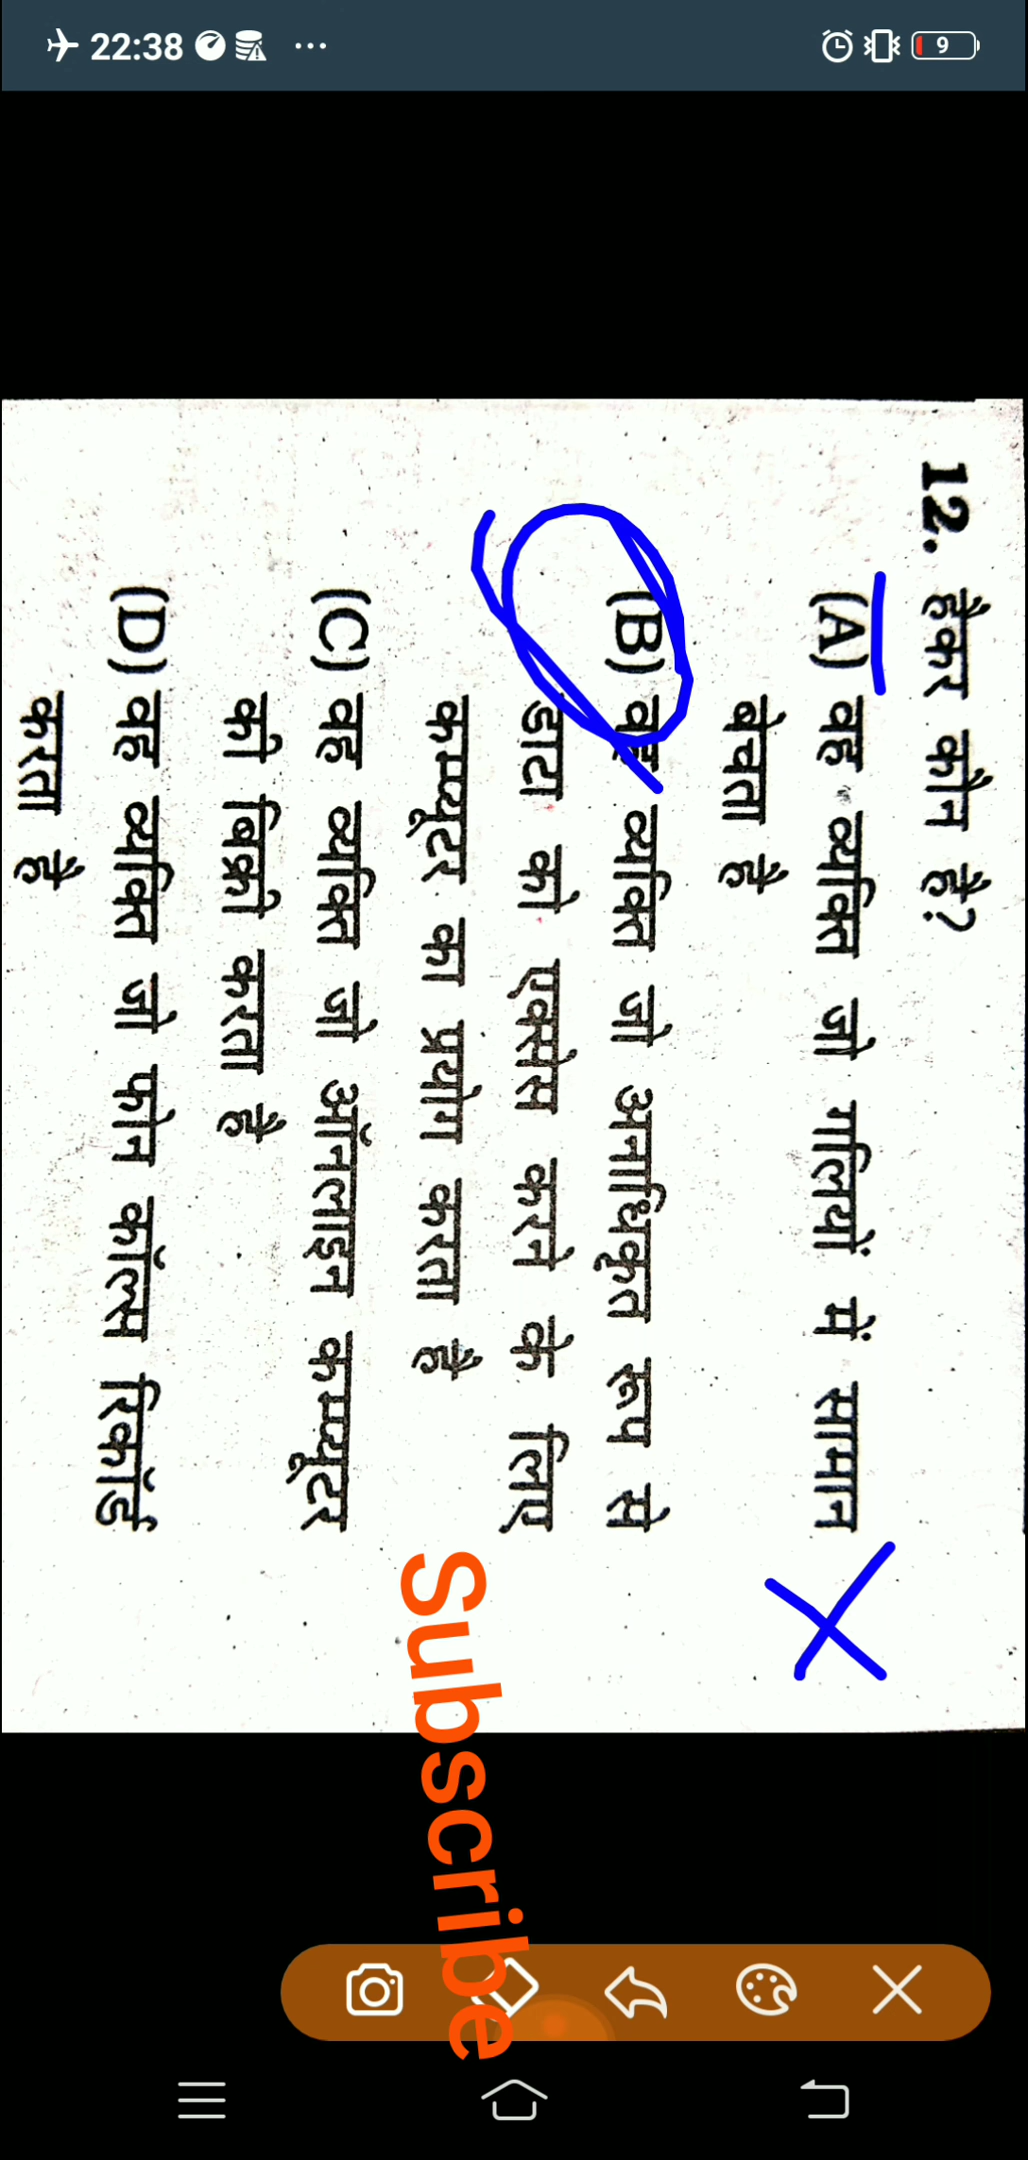 22:38
9
12. हैकर कौन है?
(A) वह व्यक्ति जो गलियों में सामान
बेचता है
(B) वह व्यक्ति जो अनाधिकृत रूप से
डाटा को एक्सेस करने के लिए
कम्प्यूटर का प्रयोग करता है
(C) वह व्यक्ति जो ऑनलाइन कम्प्यूटर
की बिक्री करता है
(D) वह व्यक्ति जो फोन कॉल्स रिकॉर्ड
करता है
Subscribe